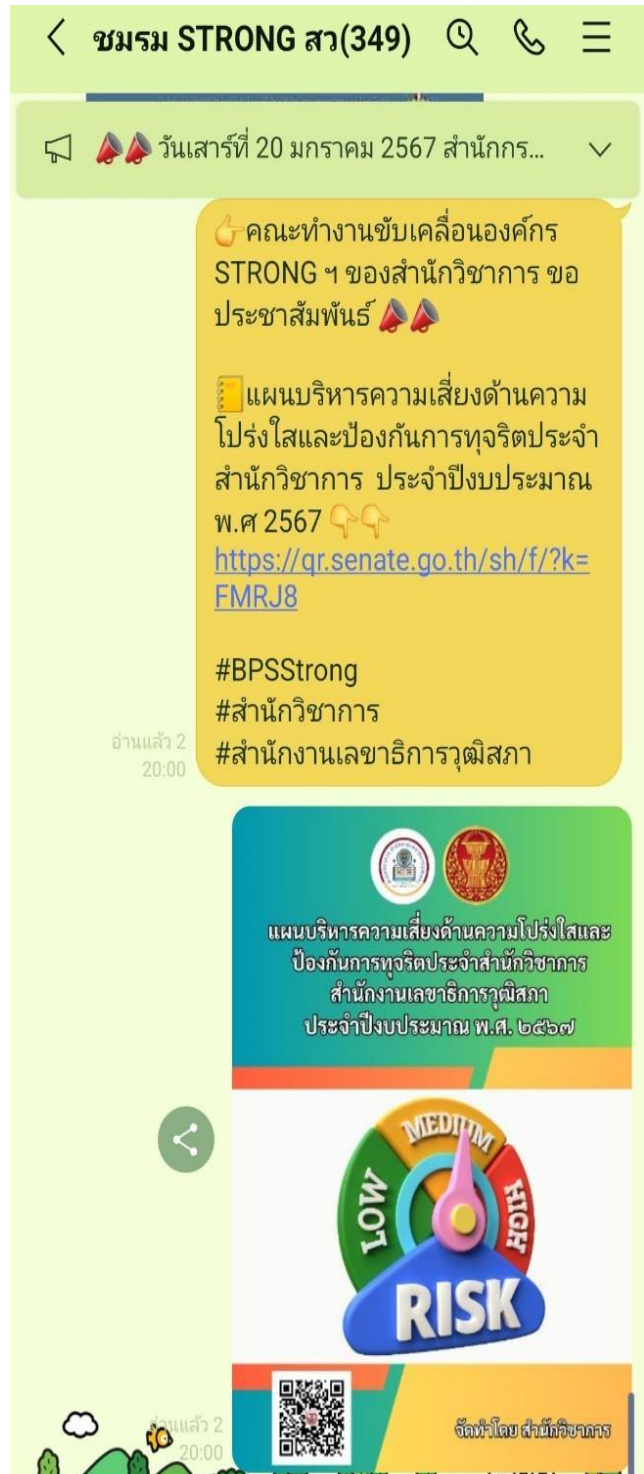 ชมรม STRONG สว(349)
วันเสาร์ที่ 20 มกราคม 2567 สำนักกร...
👉คณะทำงานขับเคลื่อนองค์กร
STRONG ฯ ของสำนักวิชาการ ขอ
ประชาสัมพันธ์ 📣📣
📒แผนบริหารความเสี่ยงด้านความ
โปร่งใสและป้องกันการทุจริตประจำ
สำนักวิชาการ ประจำปีงบประมาณ
พ.ศ 2567 👇👇
https://qr.senate.go.th/sh/f/?k=
FMRJ8
#BPSStrong
#สำนักวิชาการ
#สำนักงานเลขาธิการวุฒิสภา
อ่านแล้ว 2
20:00
แผนบริหารความเสี่ยงด้านความโปร่งใสและ
ป้องกันการทุจริตประจำสำนักวิชาการ
สำนักงานเลขาธิการวุฒิสภา
ประจำปีงบประมาณ พ.ศ. ๒๕๖๗
LOW
MEDIUM
HIGH
RISK
จัดทำโดย สำนักวิชาการ
อ่านแล้ว 2
20:00